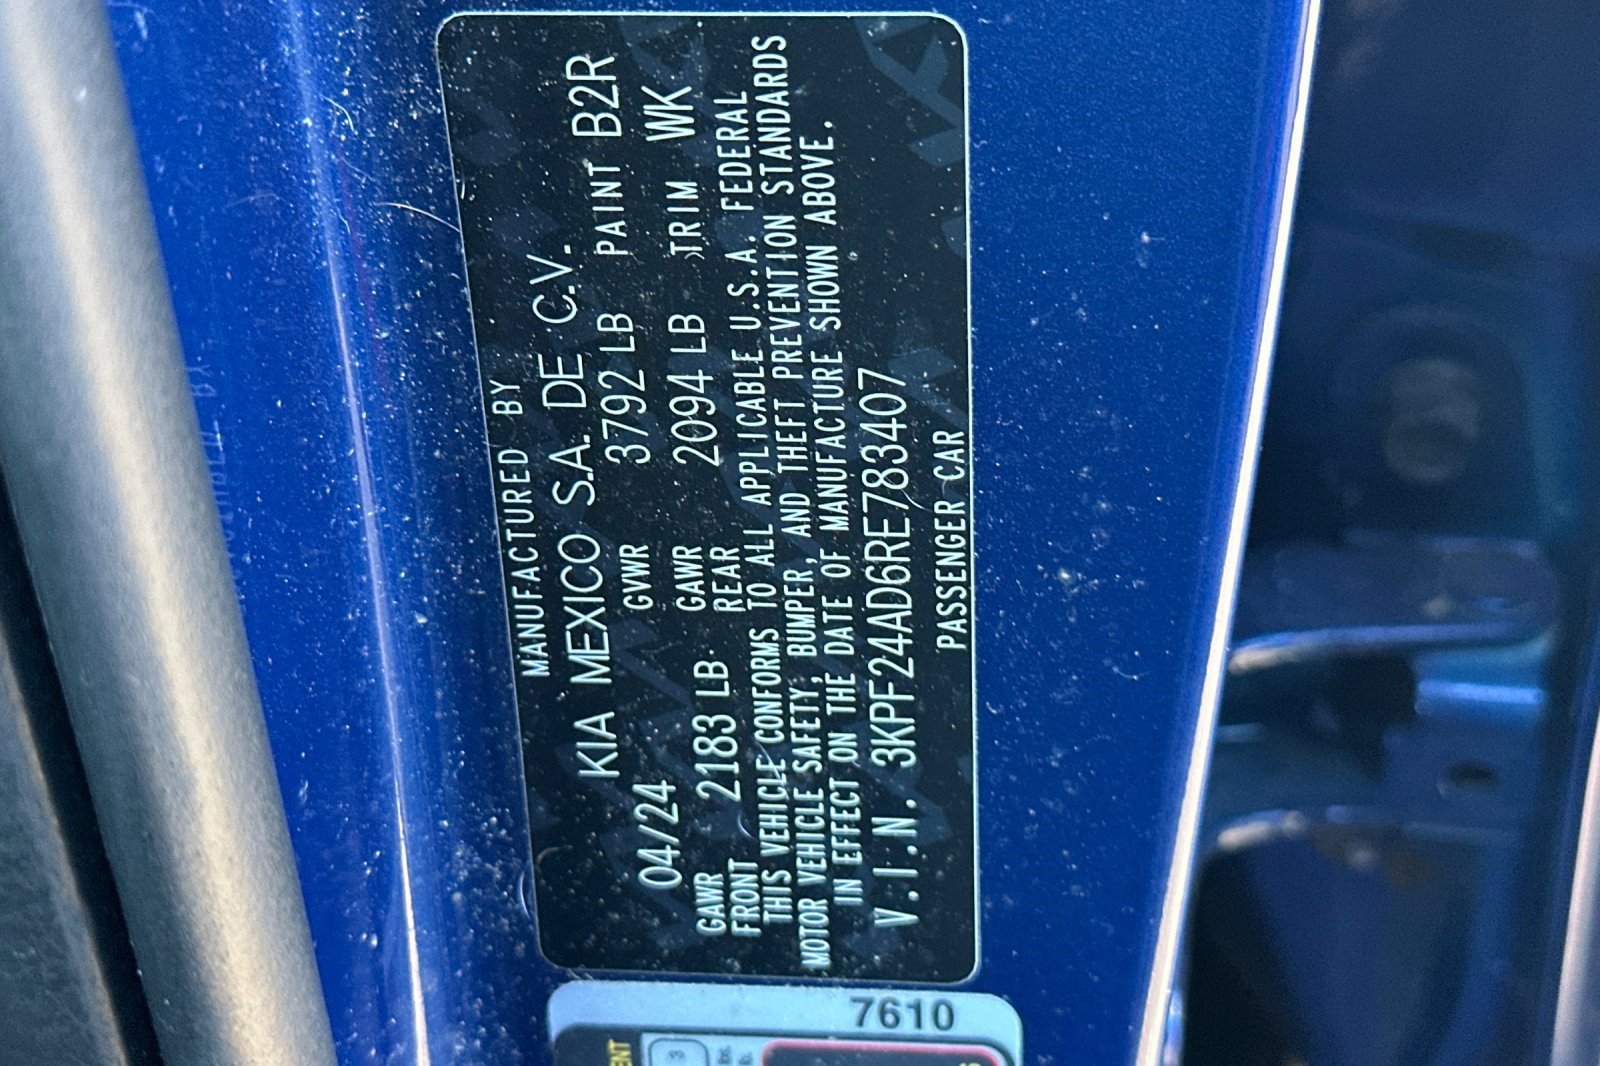 MANUFACTURED BY
KIA MEXICO S.A. DE C.V.
04/24 GVWR 3792 LB PAINT B2R
GAWR FRONT 2183 LB GAWR REAR 2094 LB TRIM WK
THIS VEHICLE CONFORMS TO ALL APPLICABLE U.S.A. FEDERAL
MOTOR VEHICLE SAFETY, BUMPER, AND THEFT PREVENTION STANDARDS
IN EFFECT ON THE DATE OF MANUFACTURE SHOWN ABOVE.
V.I.N. 3KPF24AD6RE783407
PASSENGER CAR
7610